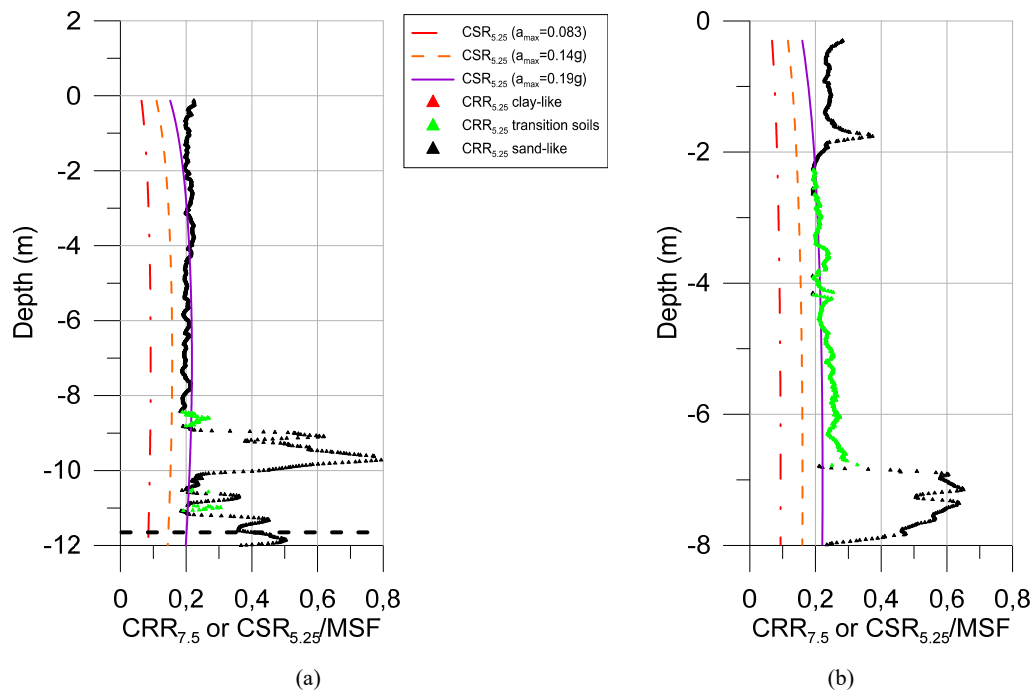 2
0
-2
-4
-6
-8
-10
-12
Depth (m)
0 0,2 0,4 0,6 0,8
CRR7.5 or CSR5.25/MSF
(a)
CSR5.25 (amax=0.083)
CSR5.25 (amax=0.14g)
CSR5.25 (amax=0.19g)
CRR5.25 clay-like
CRR5.25 transition soils
CRR5.25 sand-like
0
-2
-4
-6
-8
Depth (m)
0 0,2 0,4 0,6 0,8
CRR7.5 or CSR5.25/MSF
(b)